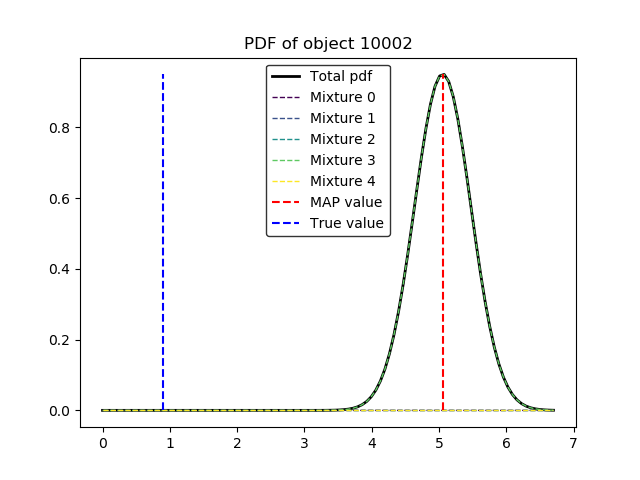 PDF of object 10002
Total pdf
Mixture 0
Mixture 1
Mixture 2
Mixture 3
Mixture 4
MAP value
True value
0.8
0.6
0.4
0.2
0.0
0 1 2 3 4 5 6 7